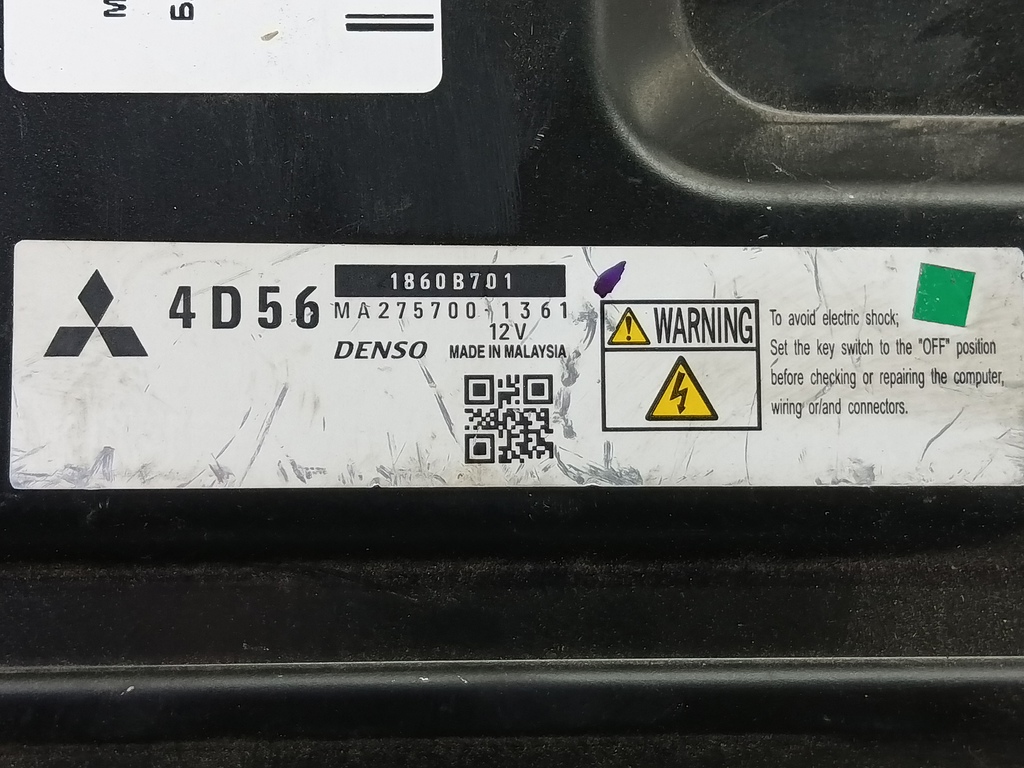 М
Б
4D56
1860B701
MA275700-1361
12V
DENSO
MADE IN MALAYSIA
WARNING
To avoid electric shock;
Set the key switch to the "OFF" position
before checking or repairing the computer,
wiring or/and connectors.